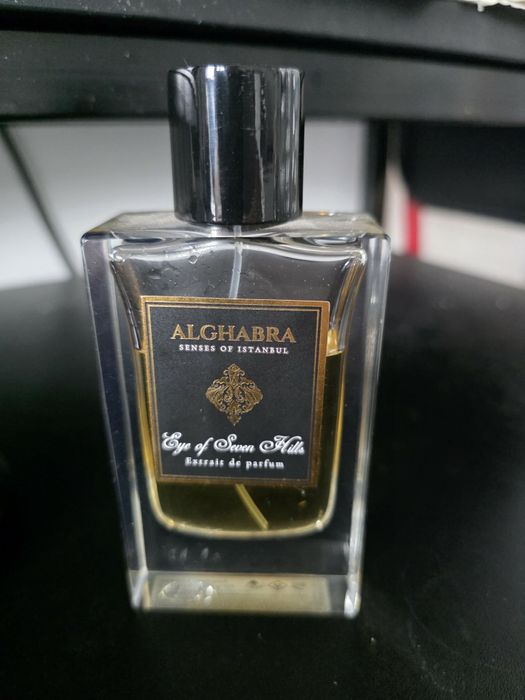 ALGHABRA
SENSES OF ISTANBUL
Eye of Seven Hills
Extrait de parfum